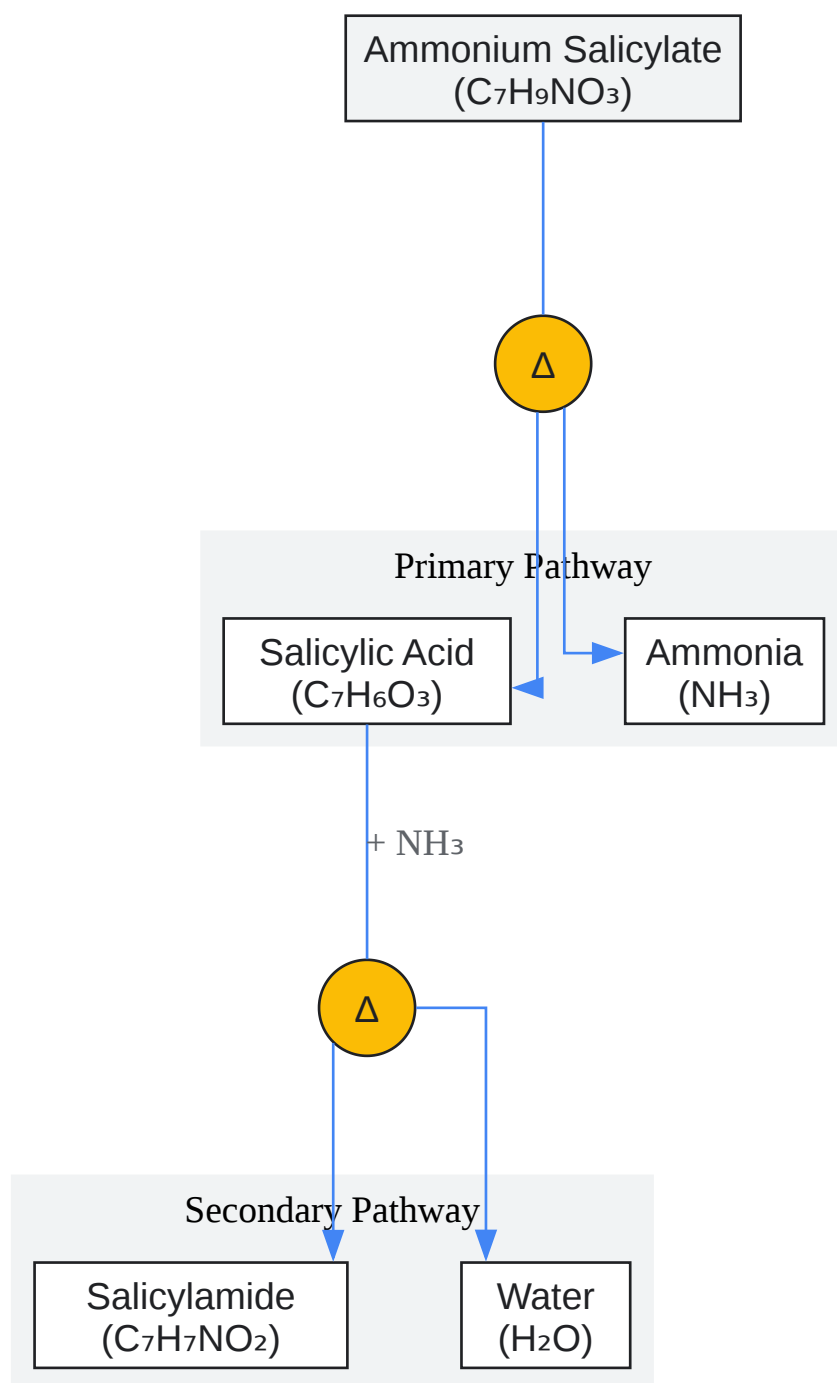 Ammonium Salicylate
(C₇H₉NO₃)
Δ
Primary Pathway
Salicylic Acid
(C₇H₆O₃)
Ammonia
(NH₃)
+ NH₃
Δ
Secondary Pathway
Salicylamide
(C₇H₇NO₂)
Water
(H₂O)